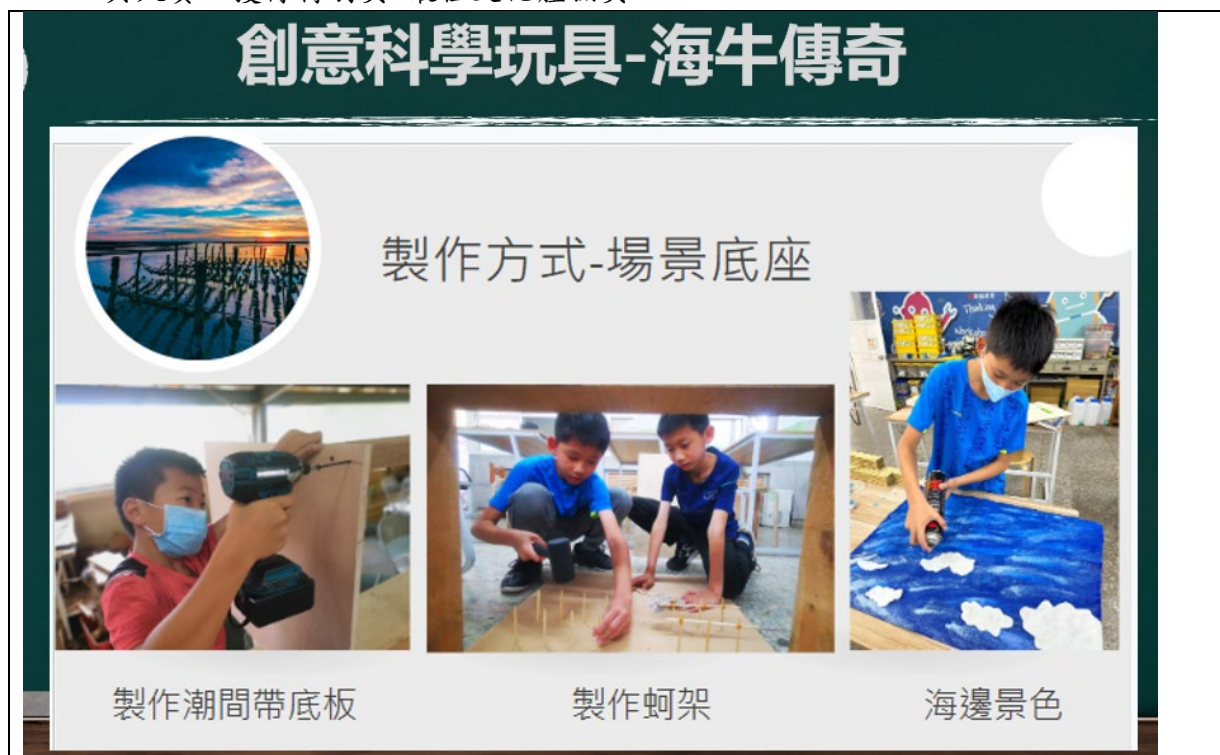 創意科學玩具-海牛傳奇
製作方式-場景底座
Thinking
製作潮間帶底板
製作蚵架
海邊景色